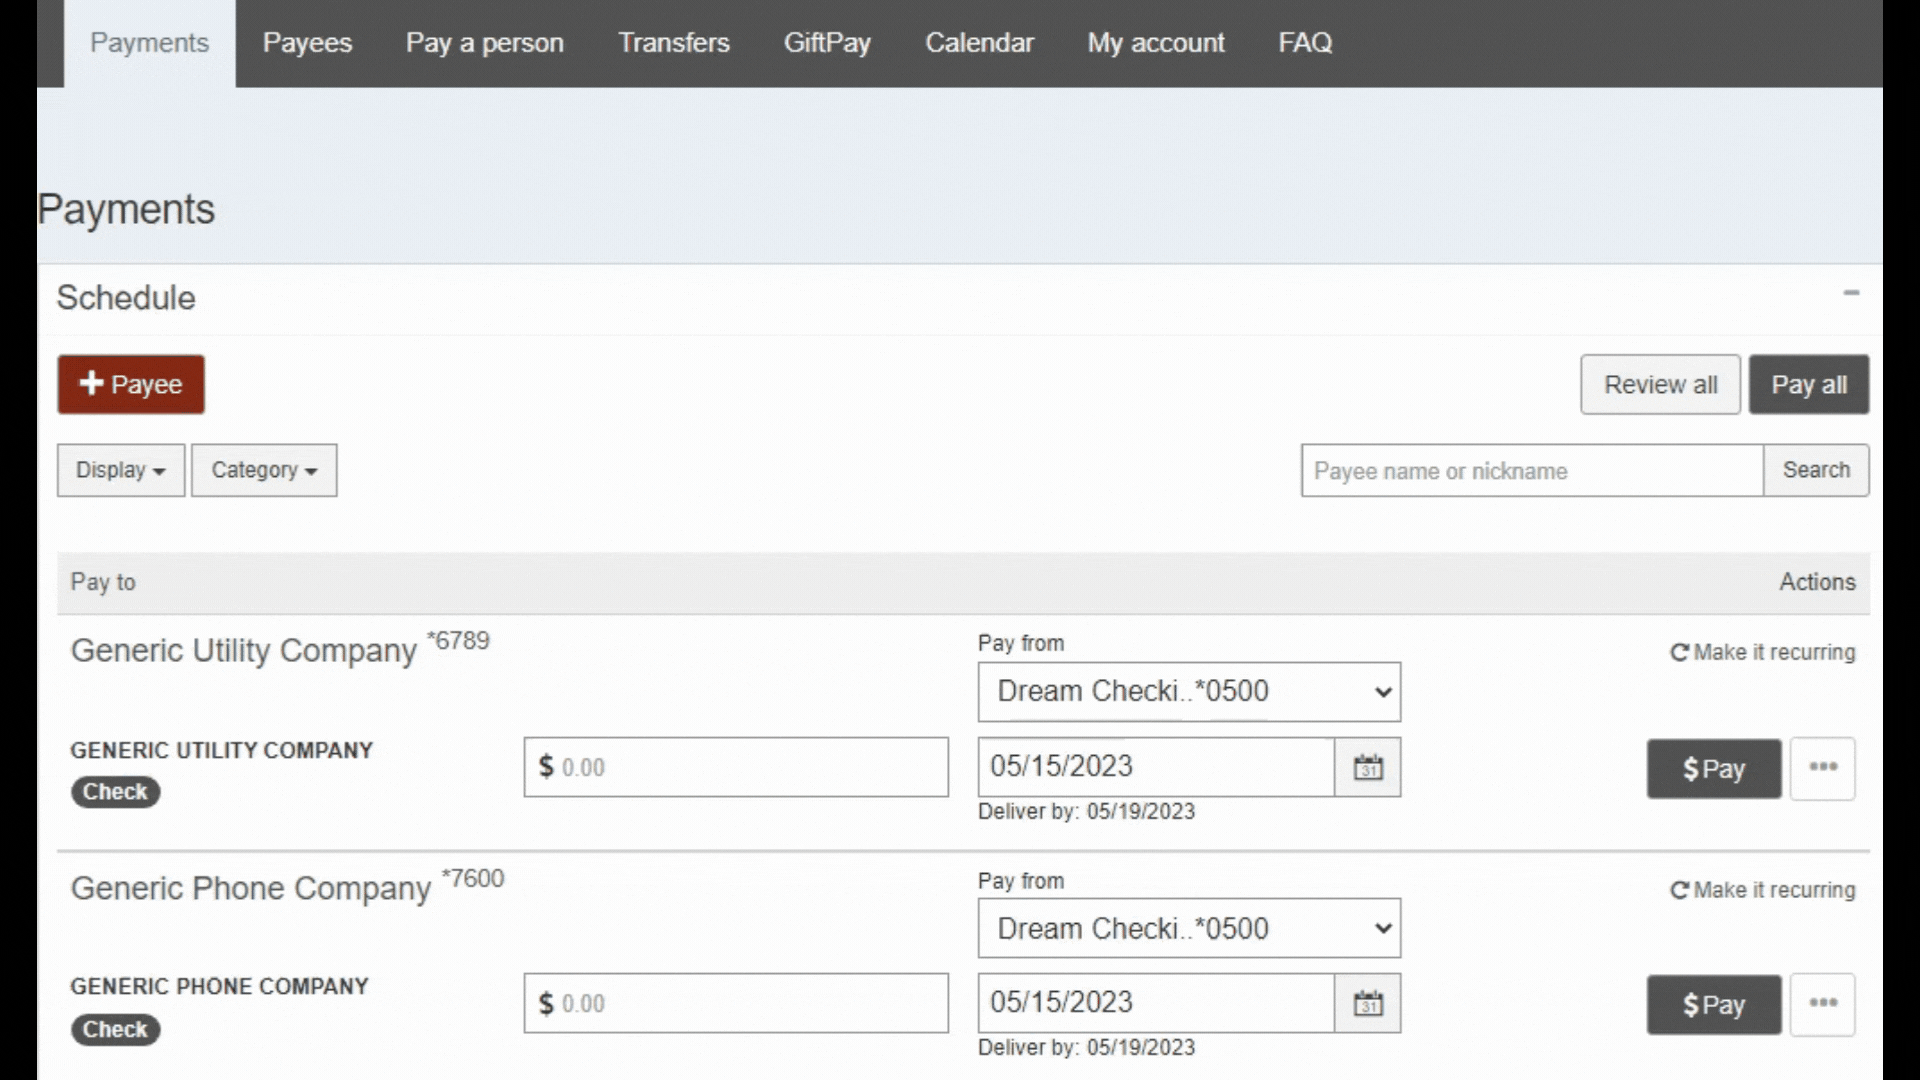 Payments Payees Pay a person Transfers GiftPay Calendar My account FAQ
Payments
Schedule
+ Payee Review all Pay all
Display Category Payee name or nickname Search
Pay to Actions
Generic Utility Company *6789 Pay from Make it recurring
Dream Checki..*0500
GENERIC UTILITY COMPANY $ 0.00 05/15/2023 31 $Pay ...
Check Deliver by: 05/19/2023
Generic Phone Company *7600 Pay from Make it recurring
Dream Checki..*0500
GENERIC PHONE COMPANY $ 0.00 05/15/2023 31 $Pay ...
Check Deliver by: 05/19/2023